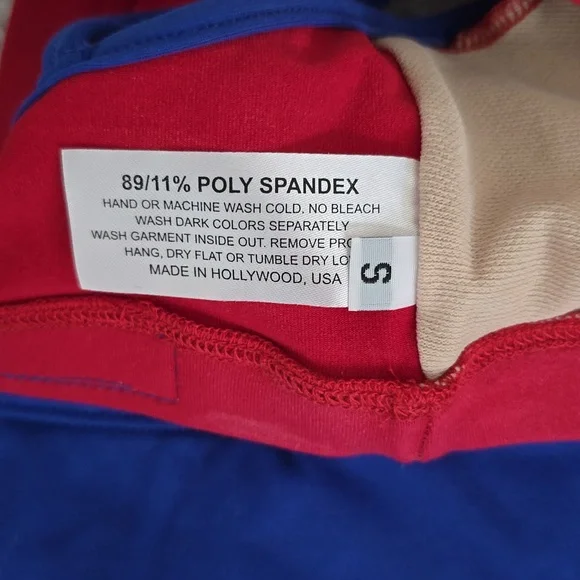 89/11% POLY SPANDEX
HAND OR MACHINE WASH COLD. NO BLEACH
WASH DARK COLORS SEPARATELY
WASH GARMENT INSIDE OUT. REMOVE
HANG, DRY FLAT OR TUMBLE DRY
MADE IN HOLLYWOOD, USA
S